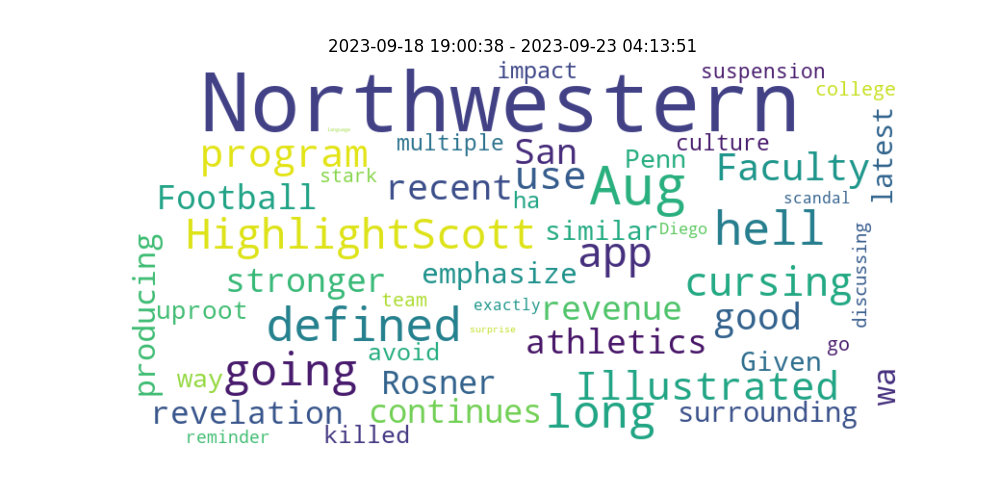 2023-09-18 19:00:38 - 2023-09-23 04:13:51
impact
suspension
college
Northwestern
language
multiple
culture
latest
program
San
Penn
Faculty
stark
recent
use
Aug
Football
ha
scandal
HighlightScott
similar
Diego
hell
producing
stronger
emphasize
app
cursing
discussing
uproot
team
exactly
revenue
good
defined
surprise
athletics
go
avoid
Given
way
going
Rosner
Illustrated
wa
revelation
continues
long
surrounding
reminder
killed